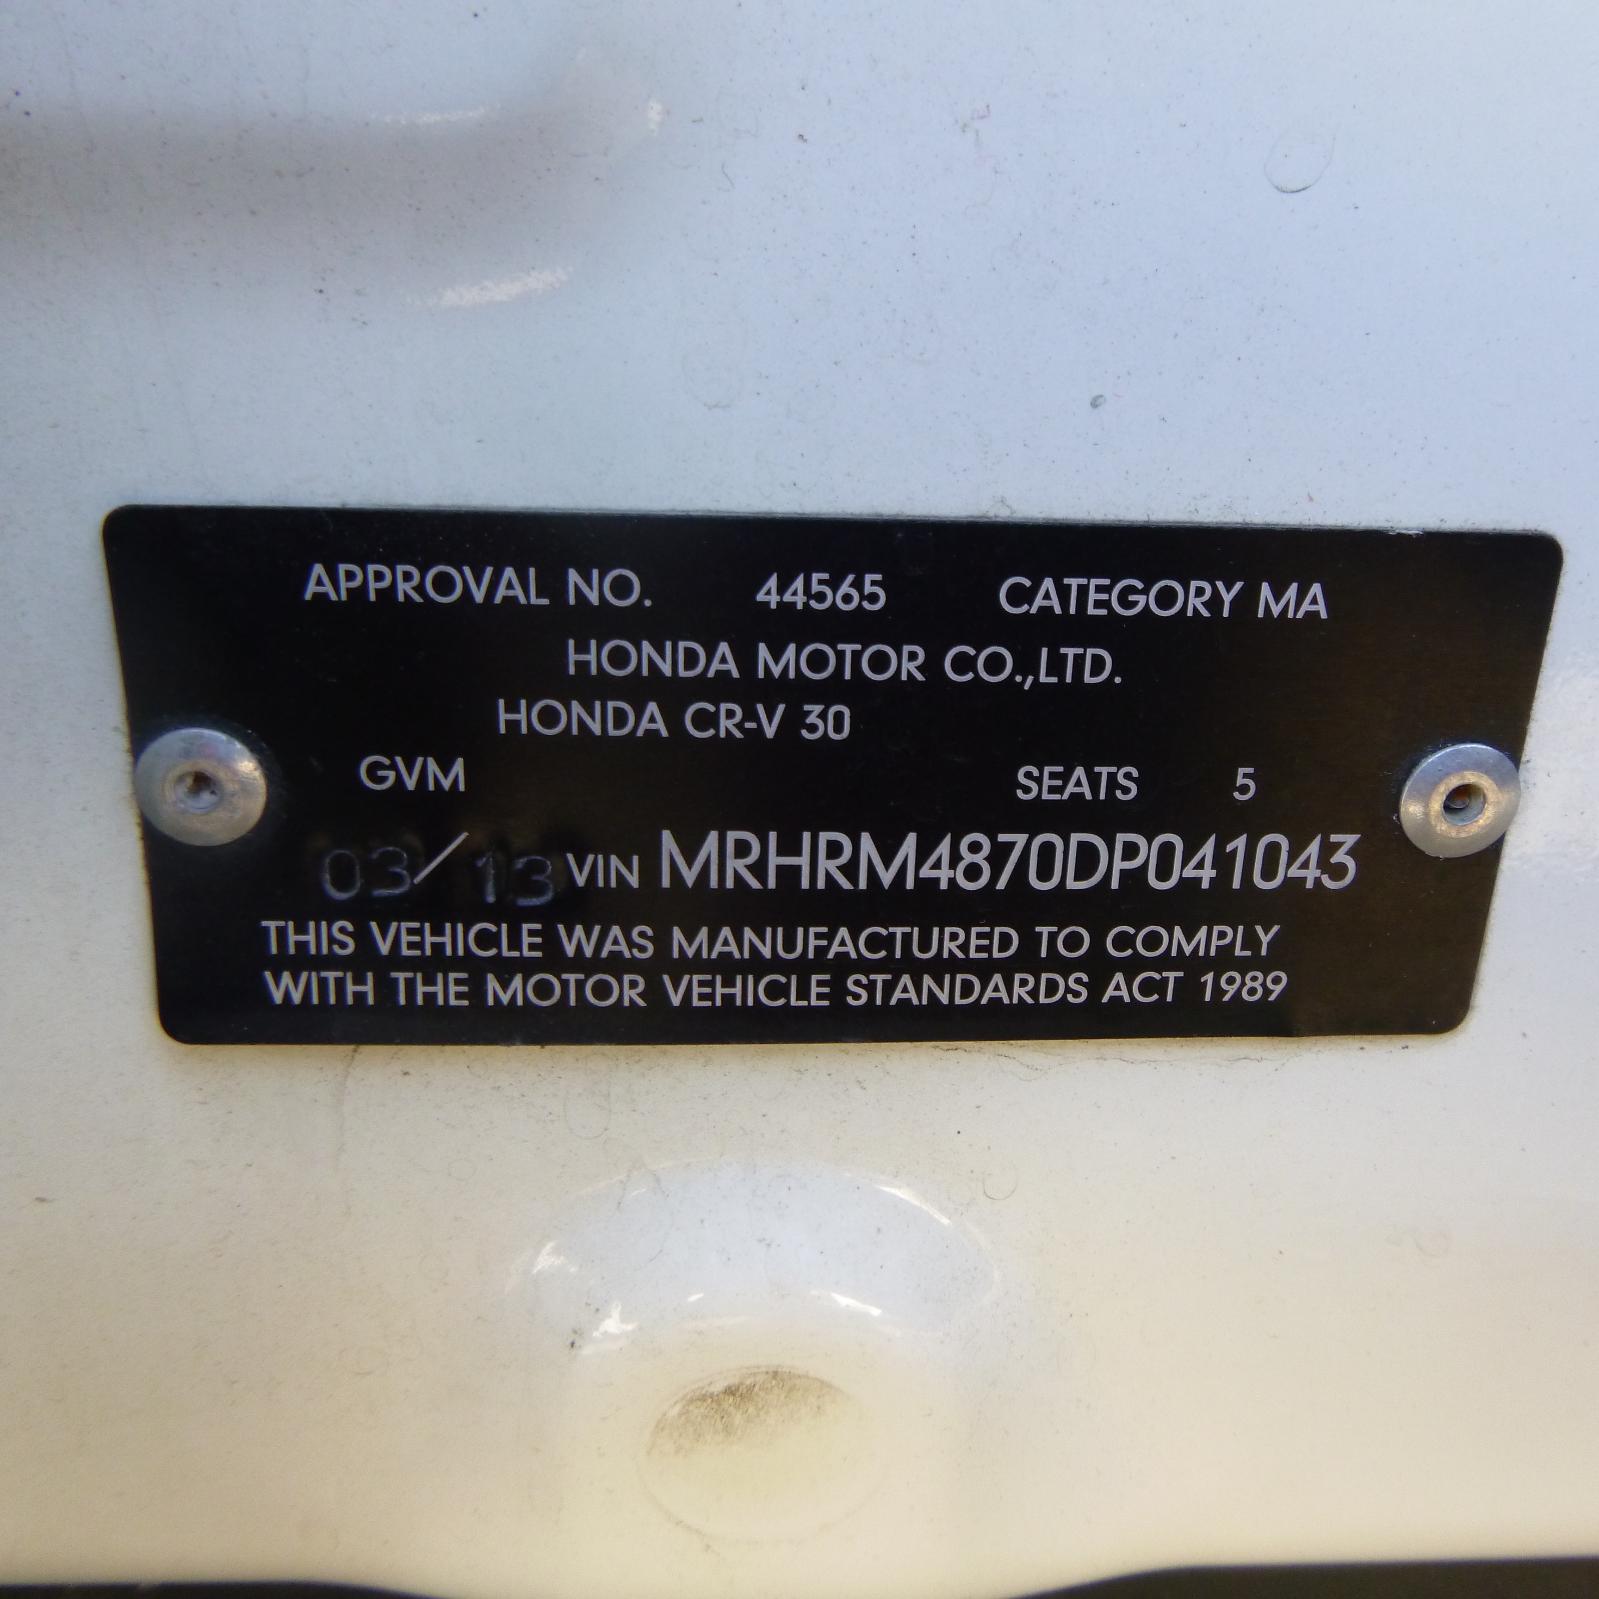 APPROVAL NO. 44565 CATEGORY MA
HONDA MOTOR CO.,LTD.
HONDA CR-V 30
GVM SEATS 5
03/13 VIN MRHRM4870DP041043
THIS VEHICLE WAS MANUFACTURED TO COMPLY
WITH THE MOTOR VEHICLE STANDARDS ACT 1989